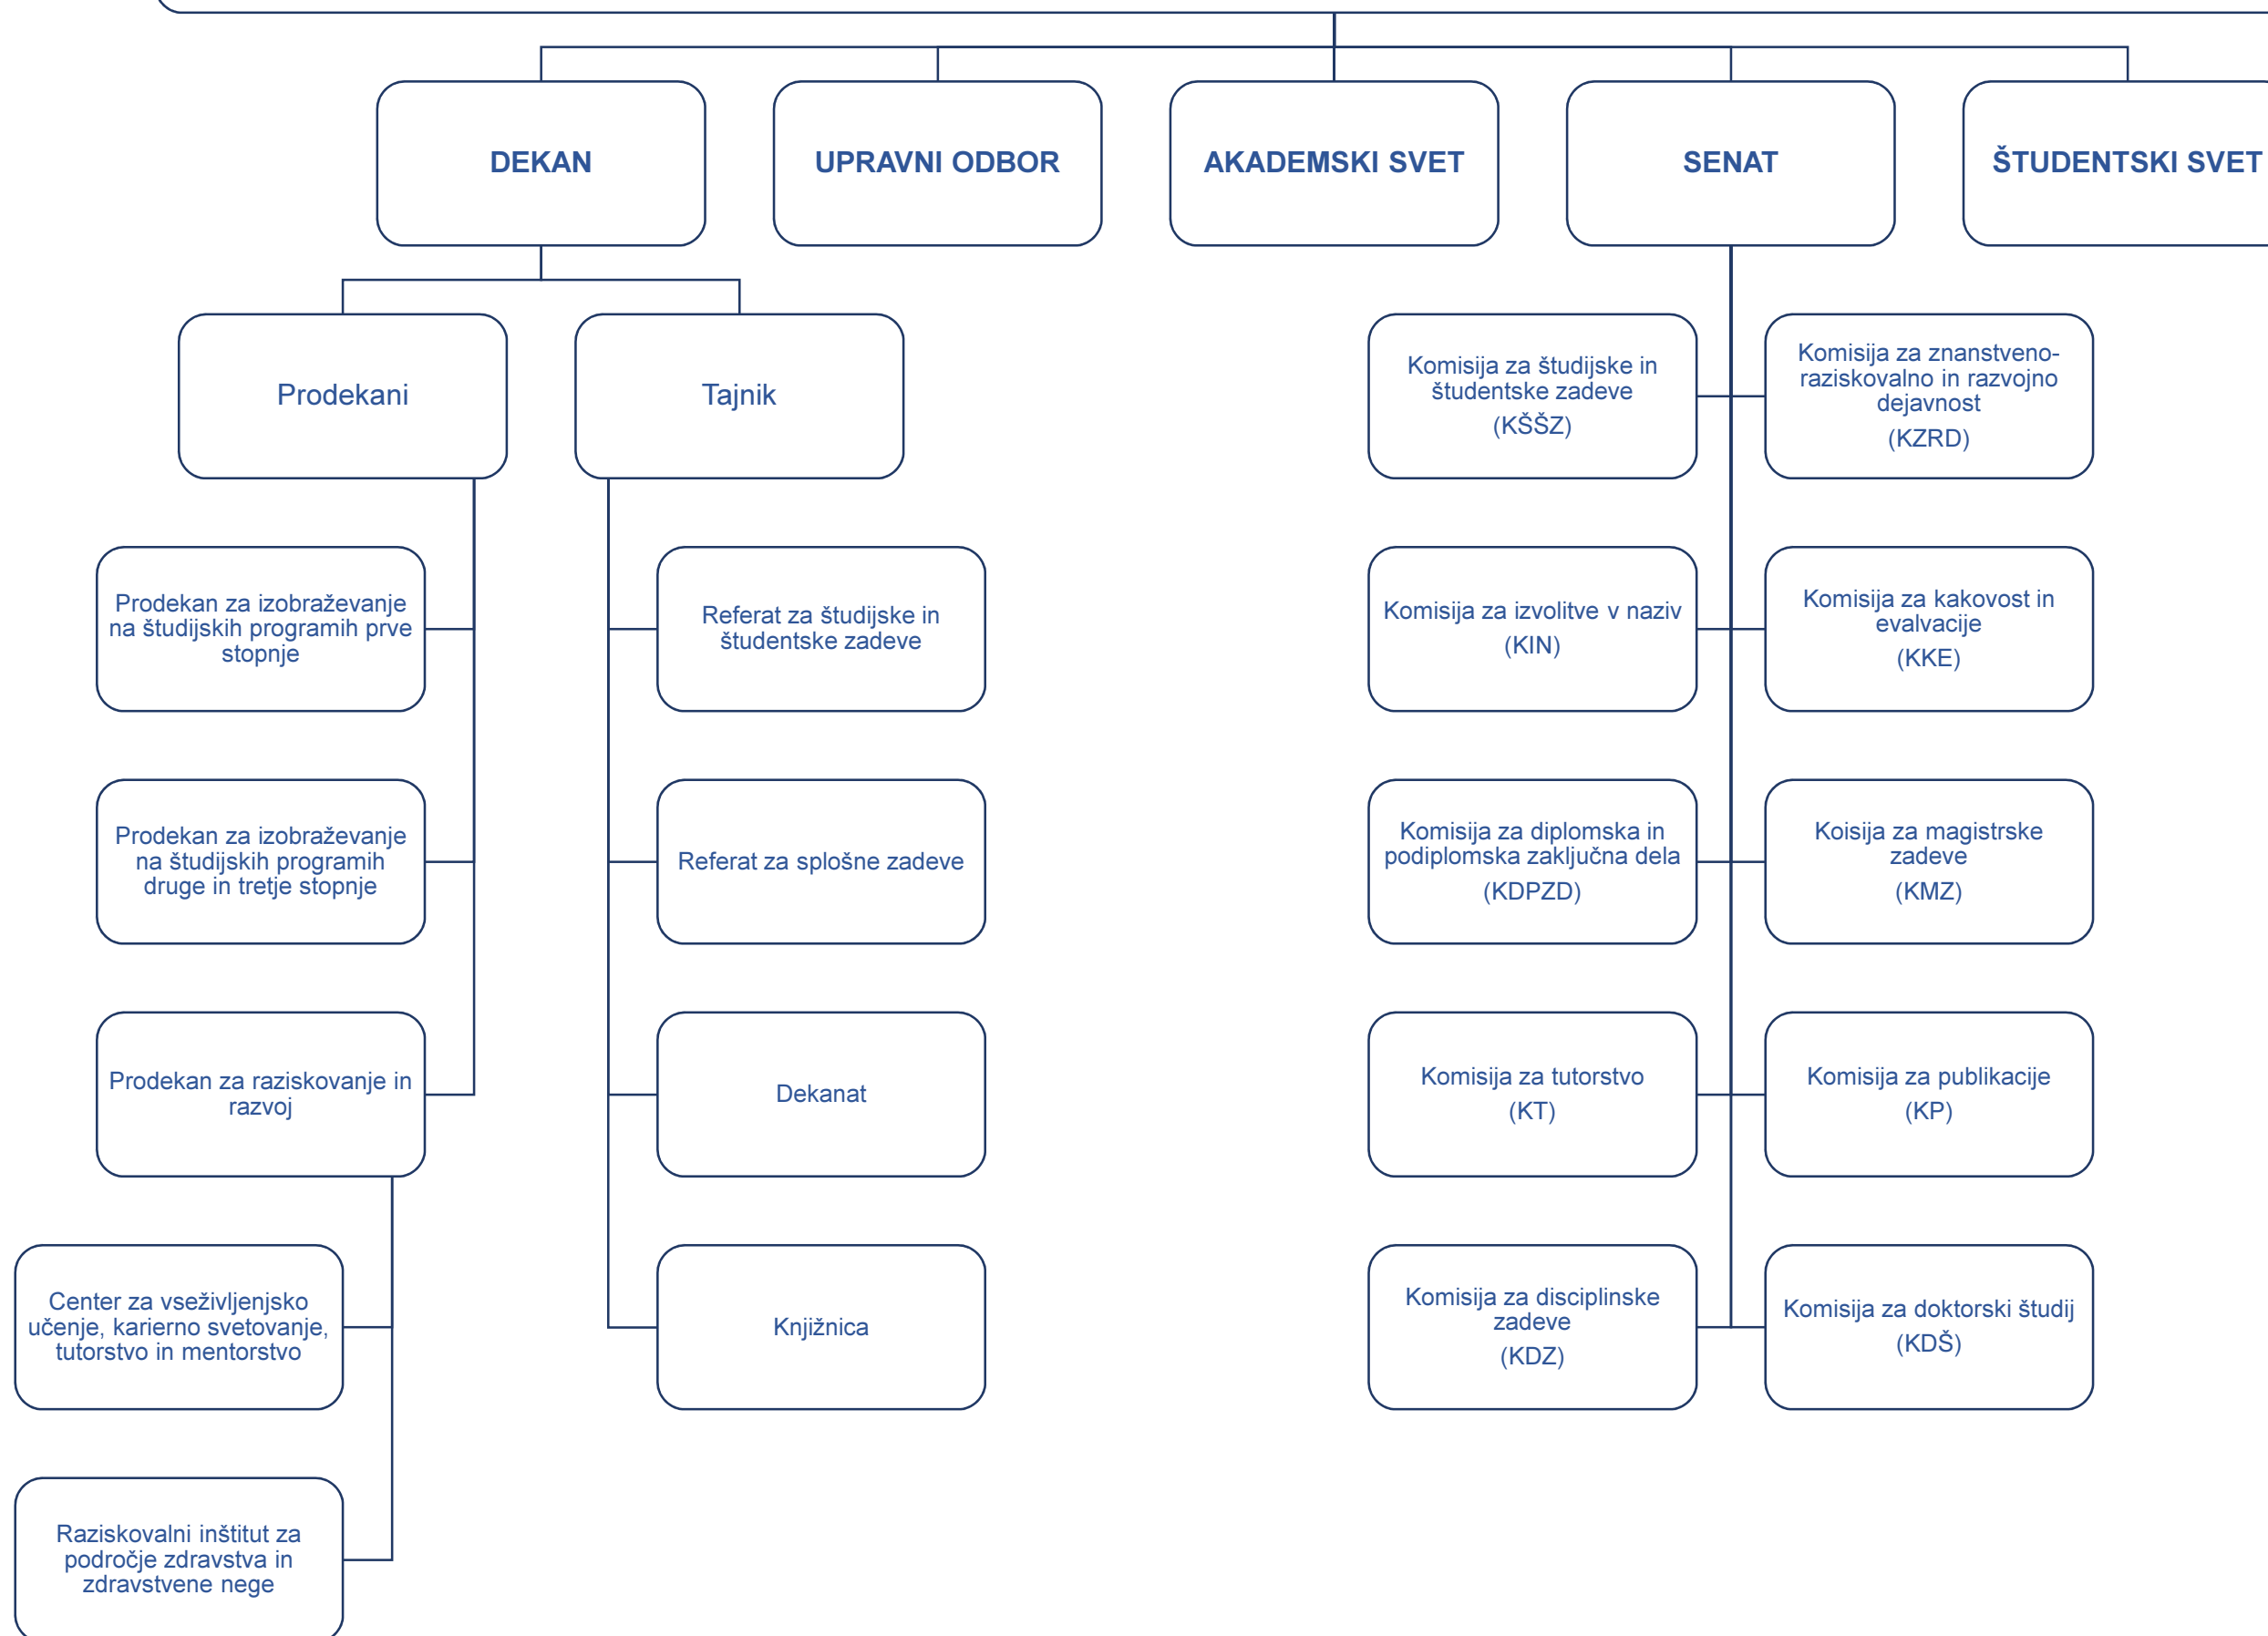 DEKAN
UPRAVNI ODBOR
AKADEMSKI SVET
SENAT
ŠTUDENTSKI SVET
Prodekani
Tajnik
Komisija za študijske in
študentske zadeve
(KŠŠZ)
Komisija za znanstveno-
raziskovalno in razvojno
dejavnost
(KZRD)
Prodekan za izobraževanje
na študijskih programih prve
stopnje
Referat za študijske in
študentske zadeve
Komisija za izvolitve v naziv
(KIN)
Komisija za kakovost in
evalvacije
(KKE)
Prodekan za izobraževanje
na študijskih programih
druge in tretje stopnje
Referat za splošne zadeve
Komisija za diplomska in
podiplomska zaključna dela
(KDPZD)
Koisija za magistrske
zadeve
(KMZ)
Prodekan za raziskovanje in
razvoj
Dekanat
Komisija za tutorstvo
(KT)
Komisija za publikacije
(KP)
Center za vseživljenjsko
učenje, karierno svetovanje,
tutorstvo in mentorstvo
Knjižnica
Komisija za disciplinske
zadeve
(KDZ)
Komisija za doktorski študij
(KDŠ)
Raziskovalni inštitut za
področje zdravstva in
zdravstvene nege